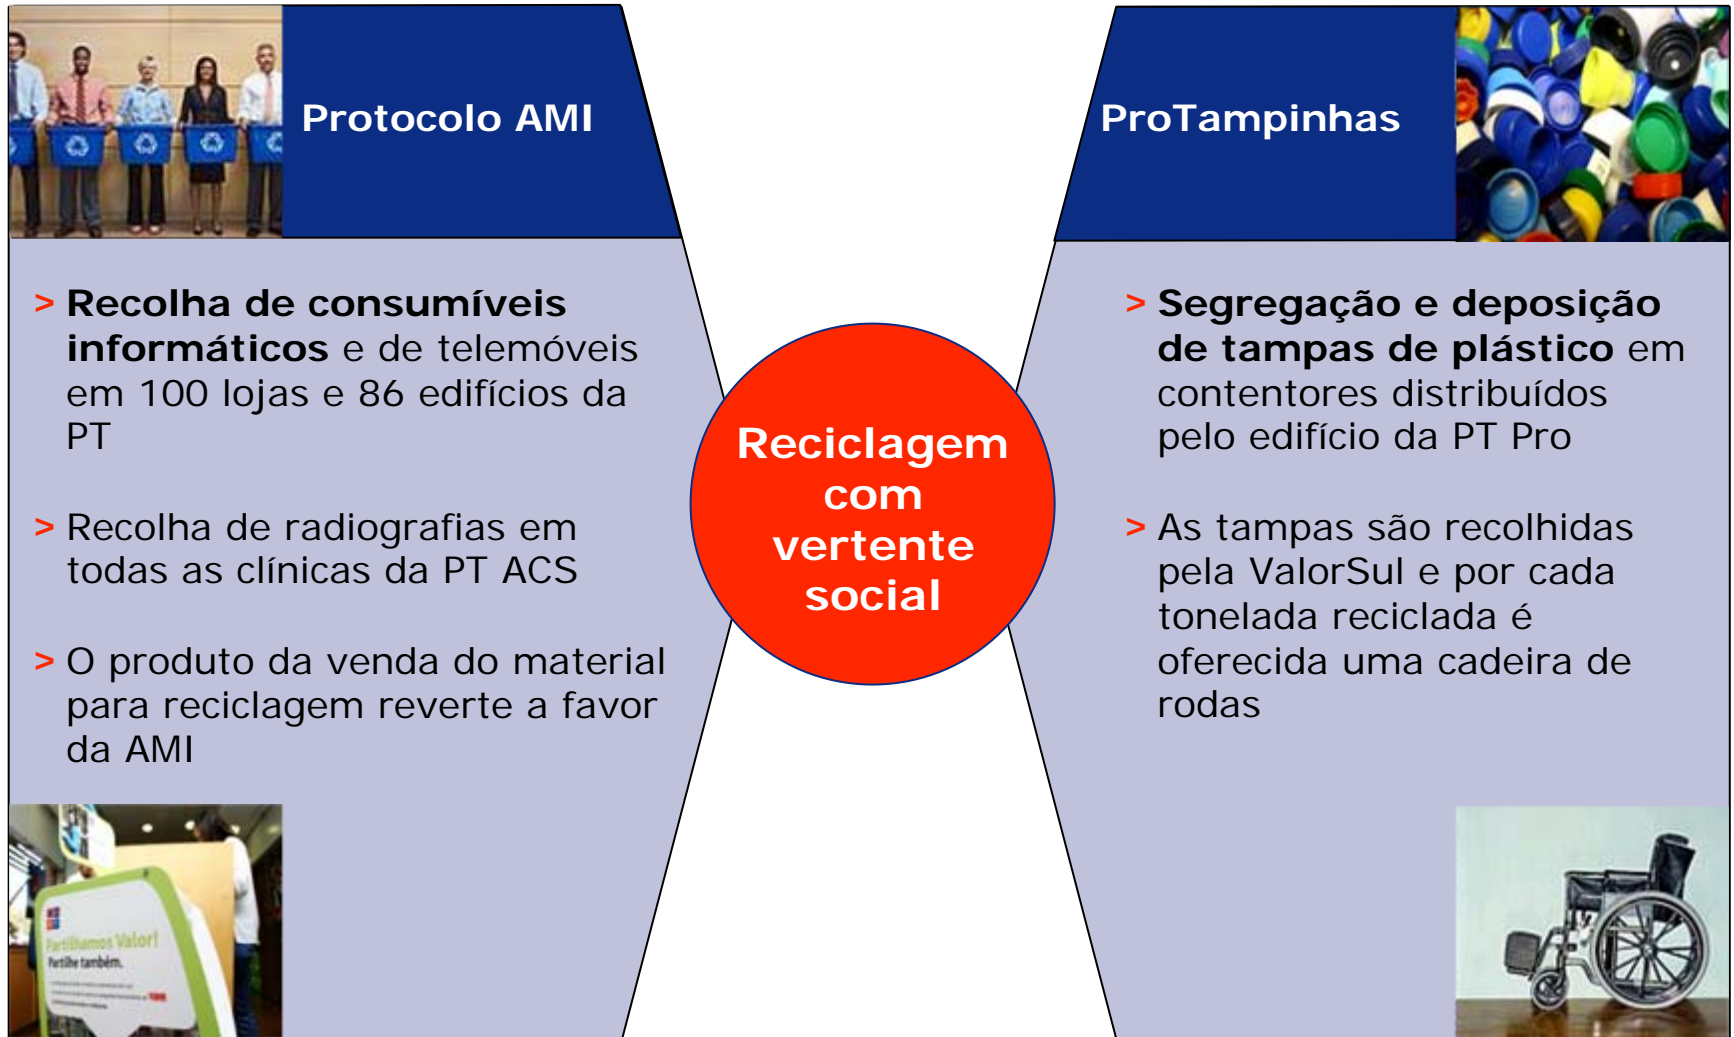 Protocolo AMI
> Recolha de consumíveis
informáticos e de telemóveis
em 100 lojas e 86 edifícios da
PT
> Recolha de radiografias em
todas as clínicas da PT ACS
> O produto da venda do material
para reciclagem reverte a favor
da AMI
Partilhamos Valor!
Partilhe também.
Reciclagem
com
vertente
social
ProTampinhas
> Segregação e deposição
de tampas de plástico em
contentores distribuídos
pelo edifício da PT Pro
> As tampas são recolhidas
pela ValorSul e por cada
tonelada reciclada é
oferecida uma cadeira de
rodas